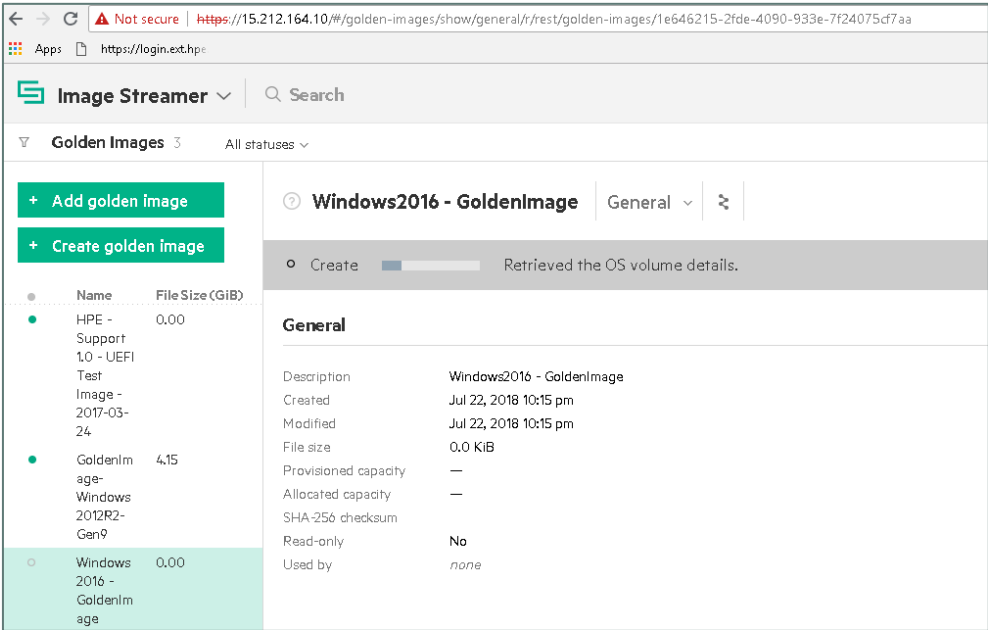 Not secure | https://15.212.164.10/#/golden-images/show/general/r/rest/golden-images/1e646215-2fde-4090-933e-7f24075cf7aa
Apps https://login.ext.hpe
Image Streamer Search
Golden Images 3 All statuses
+ Add golden image
+ Create golden image
Name File Size (GiB)
HPE - 0.00
Support
1.0 - UEFI
Test
Image -
2017-03-
24
GoldenIm 4.15
age-
Windows
2012R2-
Gen9
Windows 0.00
2016 -
GoldenIm
age
Windows2016 - GoldenImage General
Create Retrieved the OS volume details.
General
Description Windows2016 - GoldenImage
Created Jul 22, 2018 10:15 pm
Modified Jul 22, 2018 10:15 pm
File size 0.0 KiB
Provisioned capacity —
Allocated capacity —
SHA-256 checksum
Read-only No
Used by none